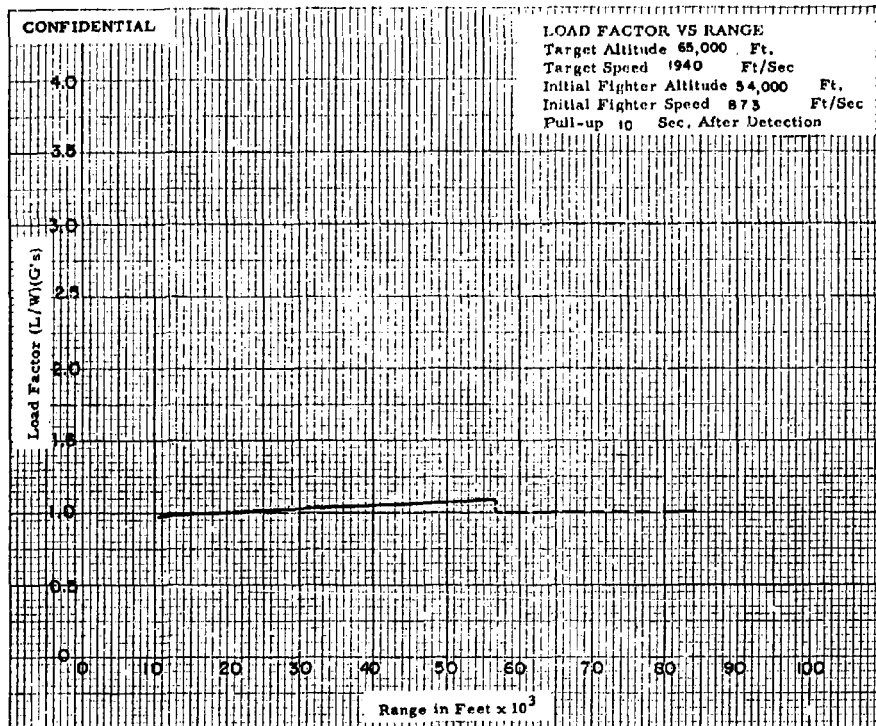 CONFIDENTIAL
LOAD FACTOR VS RANGE
Target Altitude 65,000 Ft.
Target Speed 1940 Ft/Sec
Initial Fighter Altitude 54,000 Ft.
Initial Fighter Speed 873 Ft/Sec
Pull-up 10 Sec. After Detection
Load Factor (L/W)(G's)
4.0
3.5
3.0
2.5
2.0
1.5
1.0
0.5
0
0 10 20 30 40 50 60 70 80 90 100
Range in Feet x 10³